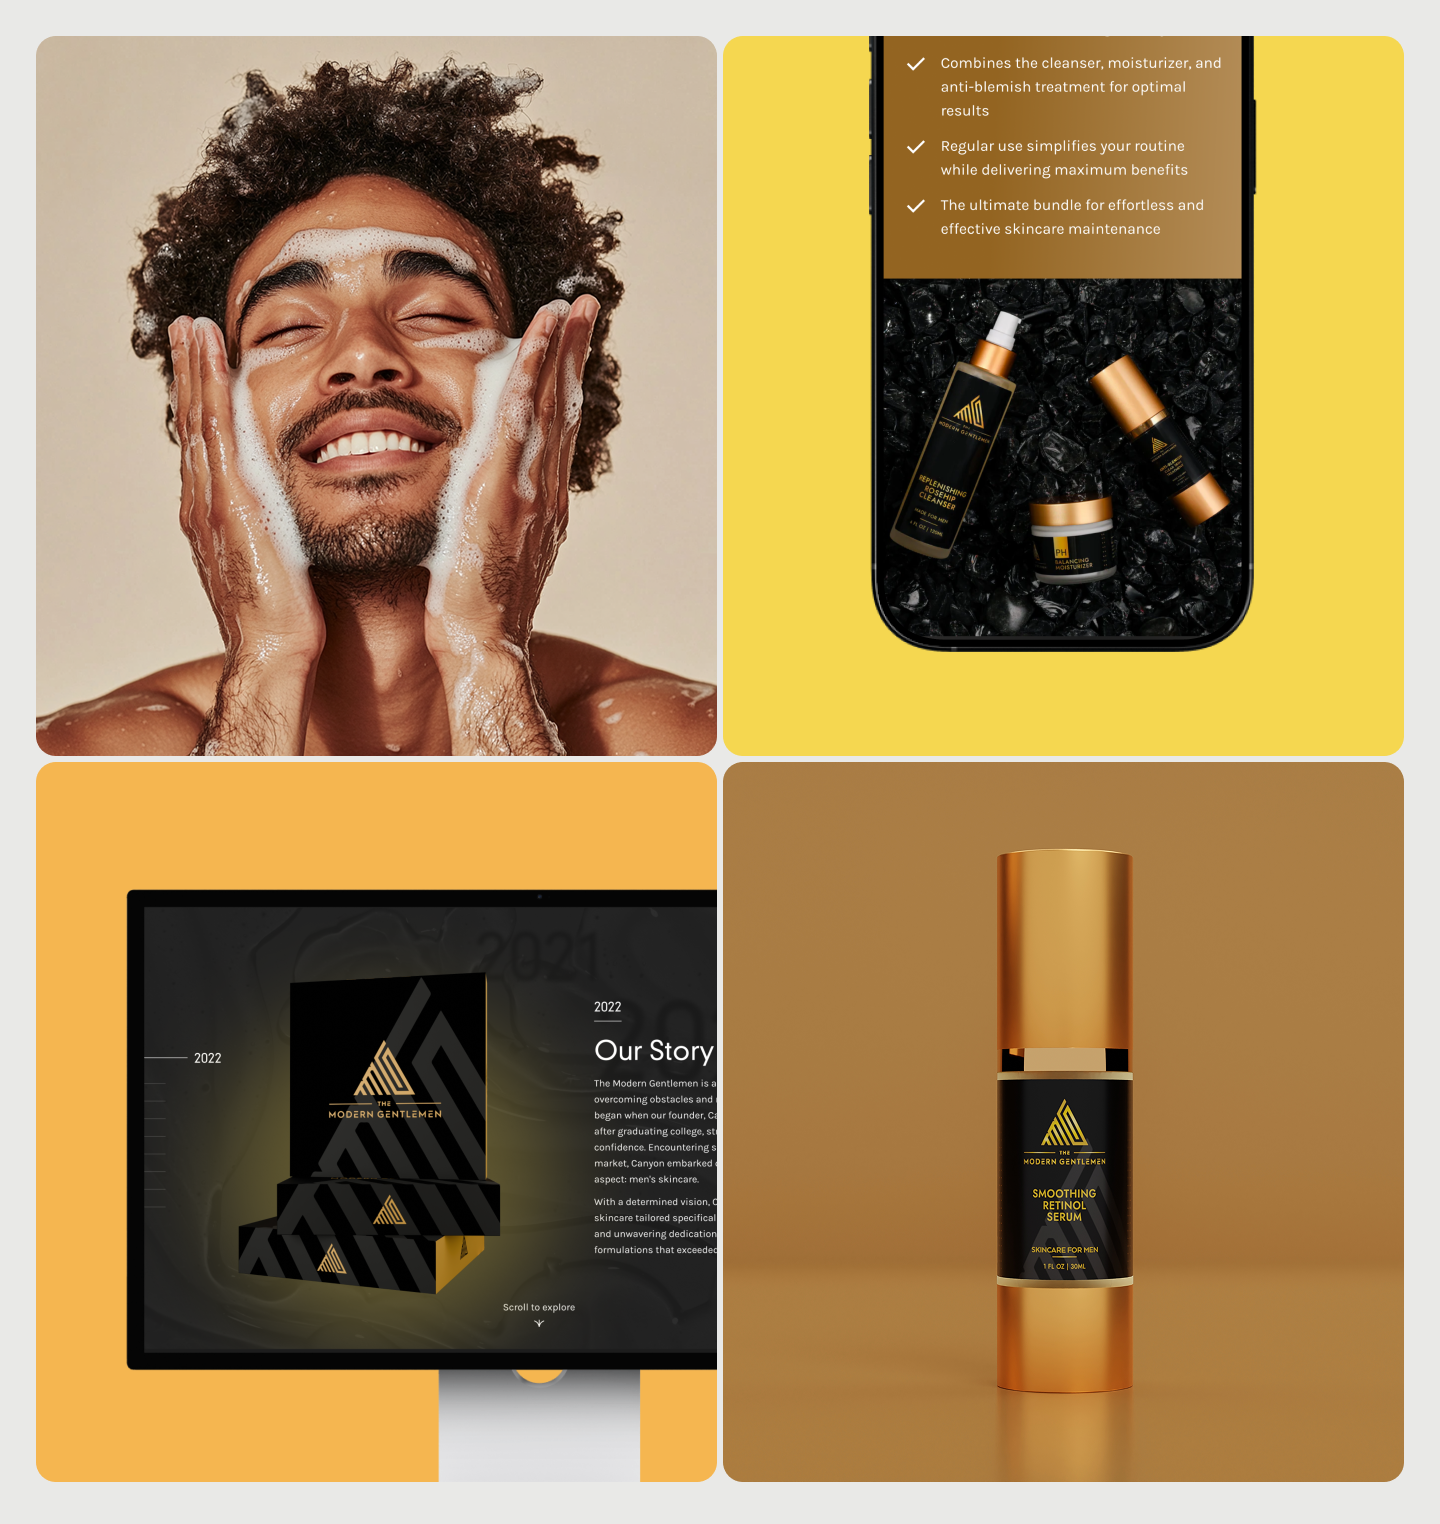 Combines the cleanser, moisturizer, and
anti-blemish treatment for optimal
results
Regular use simplifies your routine
while delivering maximum benefits
The ultimate bundle for effortless and
effective skincare maintenance
MODERN GENTLEMEN
REPLENISHING
ROSEHIP
CLEANSER
MADE FOR MEN
PH
BALANCING
MOISTURIZER
2021
2022
2022
Our Story
The Modern Gentlemen is a
overcoming obstacles and
began when our founder, Ca
after graduating college, str
confidence. Encountering s
market, Canyon embarked
aspect: men's skincare.
With a determined vision, C
skincare tailored specifical
and unwavering dedication
formulations that exceeded
Scroll to explore
THE
MODERN GENTLEMEN
THE
MODERN GENTLEMEN
SMOOTHING
RETINOL
SERUM
SKINCARE FOR MEN
1 FL OZ | 30ML